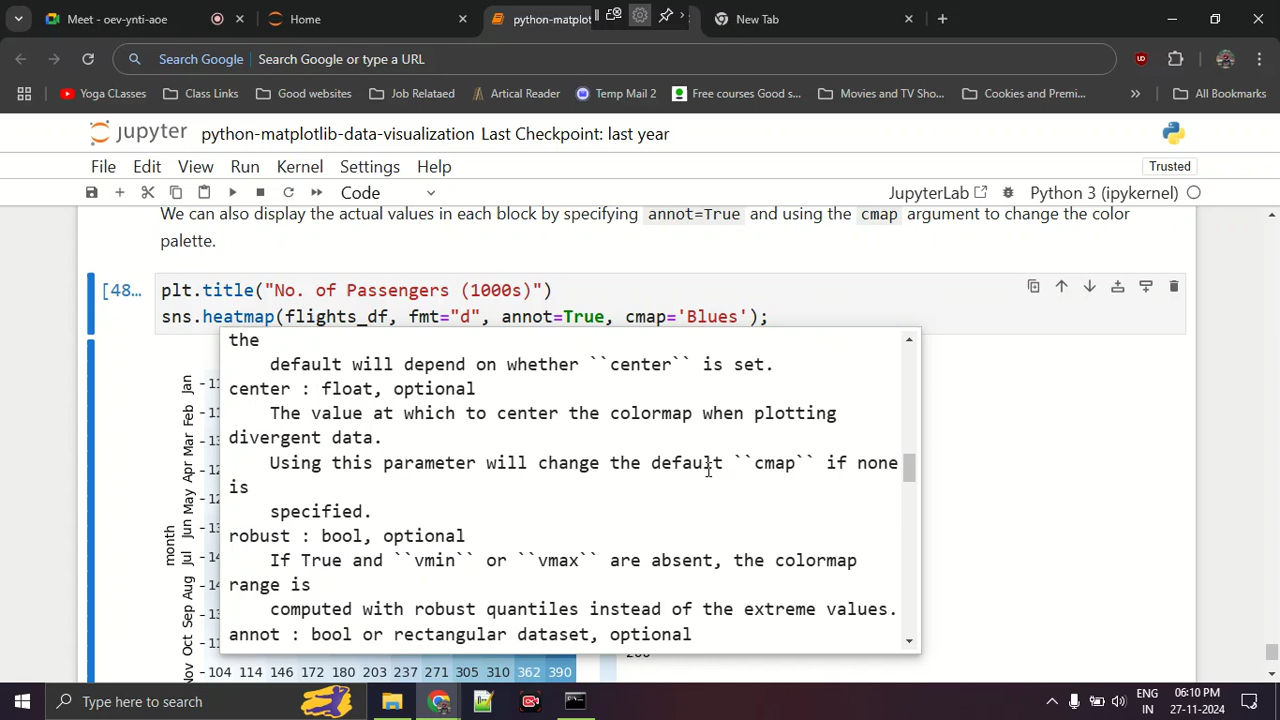 Meet - oev-ynti-aoe
Home
python-matplotl
New Tab
Search Google
Search Google or type a URL
Yoga CLasses
Class Links
Good websites
Job Relataed
Artical Reader
Temp Mail 2
Free courses Good s...
Movies and TV Sho...
Cookies and Premi...
All Bookmarks
jupyter
python-matplotlib-data-visualization Last Checkpoint: last year
File Edit View Run Kernel Settings Help
Trusted
Code
JupyterLab
Python 3 (ipykernel)
We can also display the actual values in each block by specifying annot=True and using the cmap argument to change the color
palette.
[48...
plt.title("No. of Passengers (1000s)")
sns.heatmap(flights_df, fmt="d", annot=True, cmap='Blues');
the
default will depend on whether ``center`` is set.
center : float, optional
The value at which to center the colormap when plotting
divergent data.
Using this parameter will change the default ``cmap`` if none
is
specified.
robust : bool, optional
If True and ``vmin`` or ``vmax`` are absent, the colormap
range is
computed with robust quantiles instead of the extreme values.
annot : bool or rectangular dataset, optional
month
Jan
Feb
Mar
Apr
May
Jun
Jul
Aug
Sep
Oct
Nov
104 114 146 172 180 203 237 271 305 310 362 390
Type here to search
ENG
IN
06:10 PM
27-11-2024